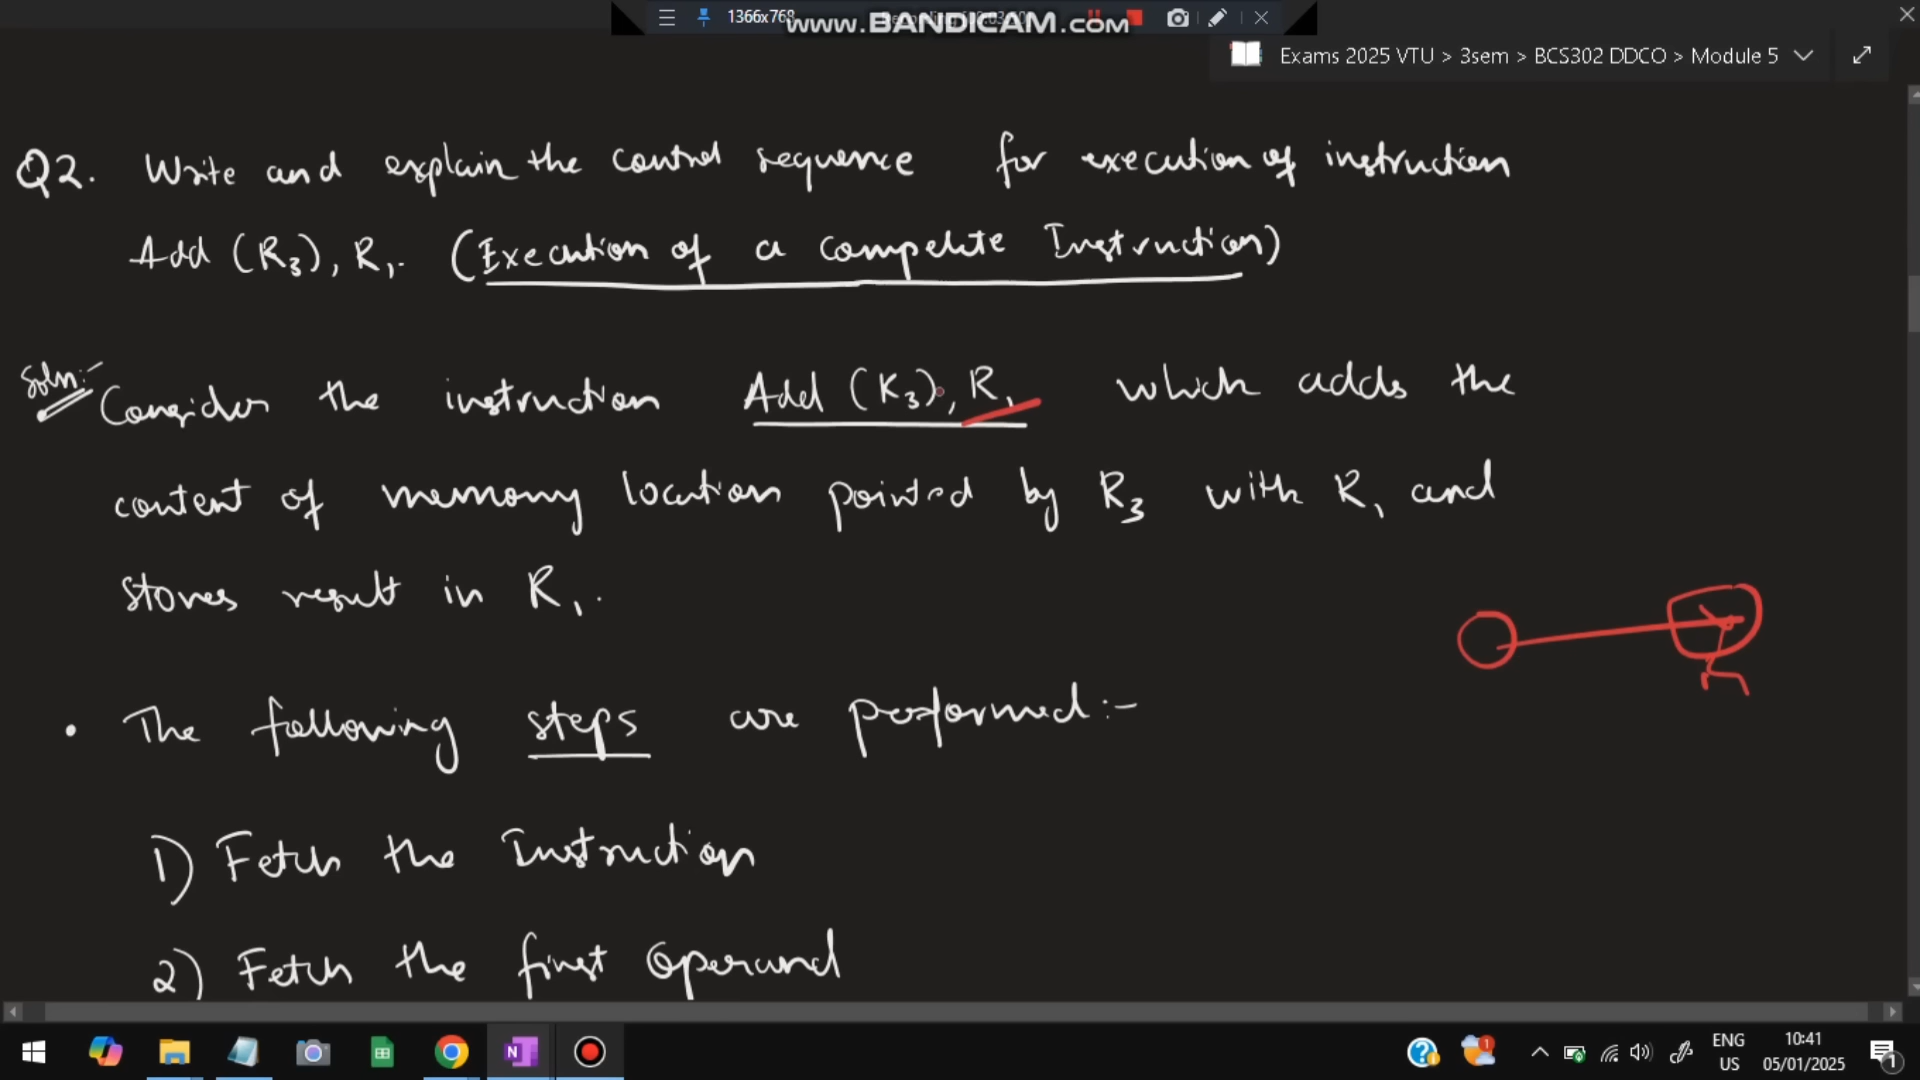 1366x768
www.BANDICAM.com
Exams 2025 VTU > 3sem > BCS302 DDCO > Module 5
Q2. Write and explain the control sequence for execution of instruction
Add (R3), R1. (Execution of a compelete Instruction)
Soln:-
Consider the instruction Add (R3), R1 which adds the
content of memory location pointed by R3 with R1 and
stores result in R1.
• The following steps are performed:-
1) Fetch the Instruction
2) Fetch the first Operand
ENG
US
10:41
05/01/2025
1